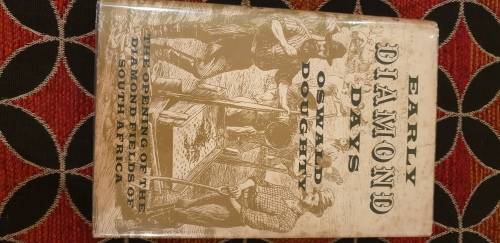 EARLY
DIAMOND
DAYS
OSWALD
DOUGHTY
THE OPENING OF THE
DIAMOND FIELDS OF
SOUTH AFRICA